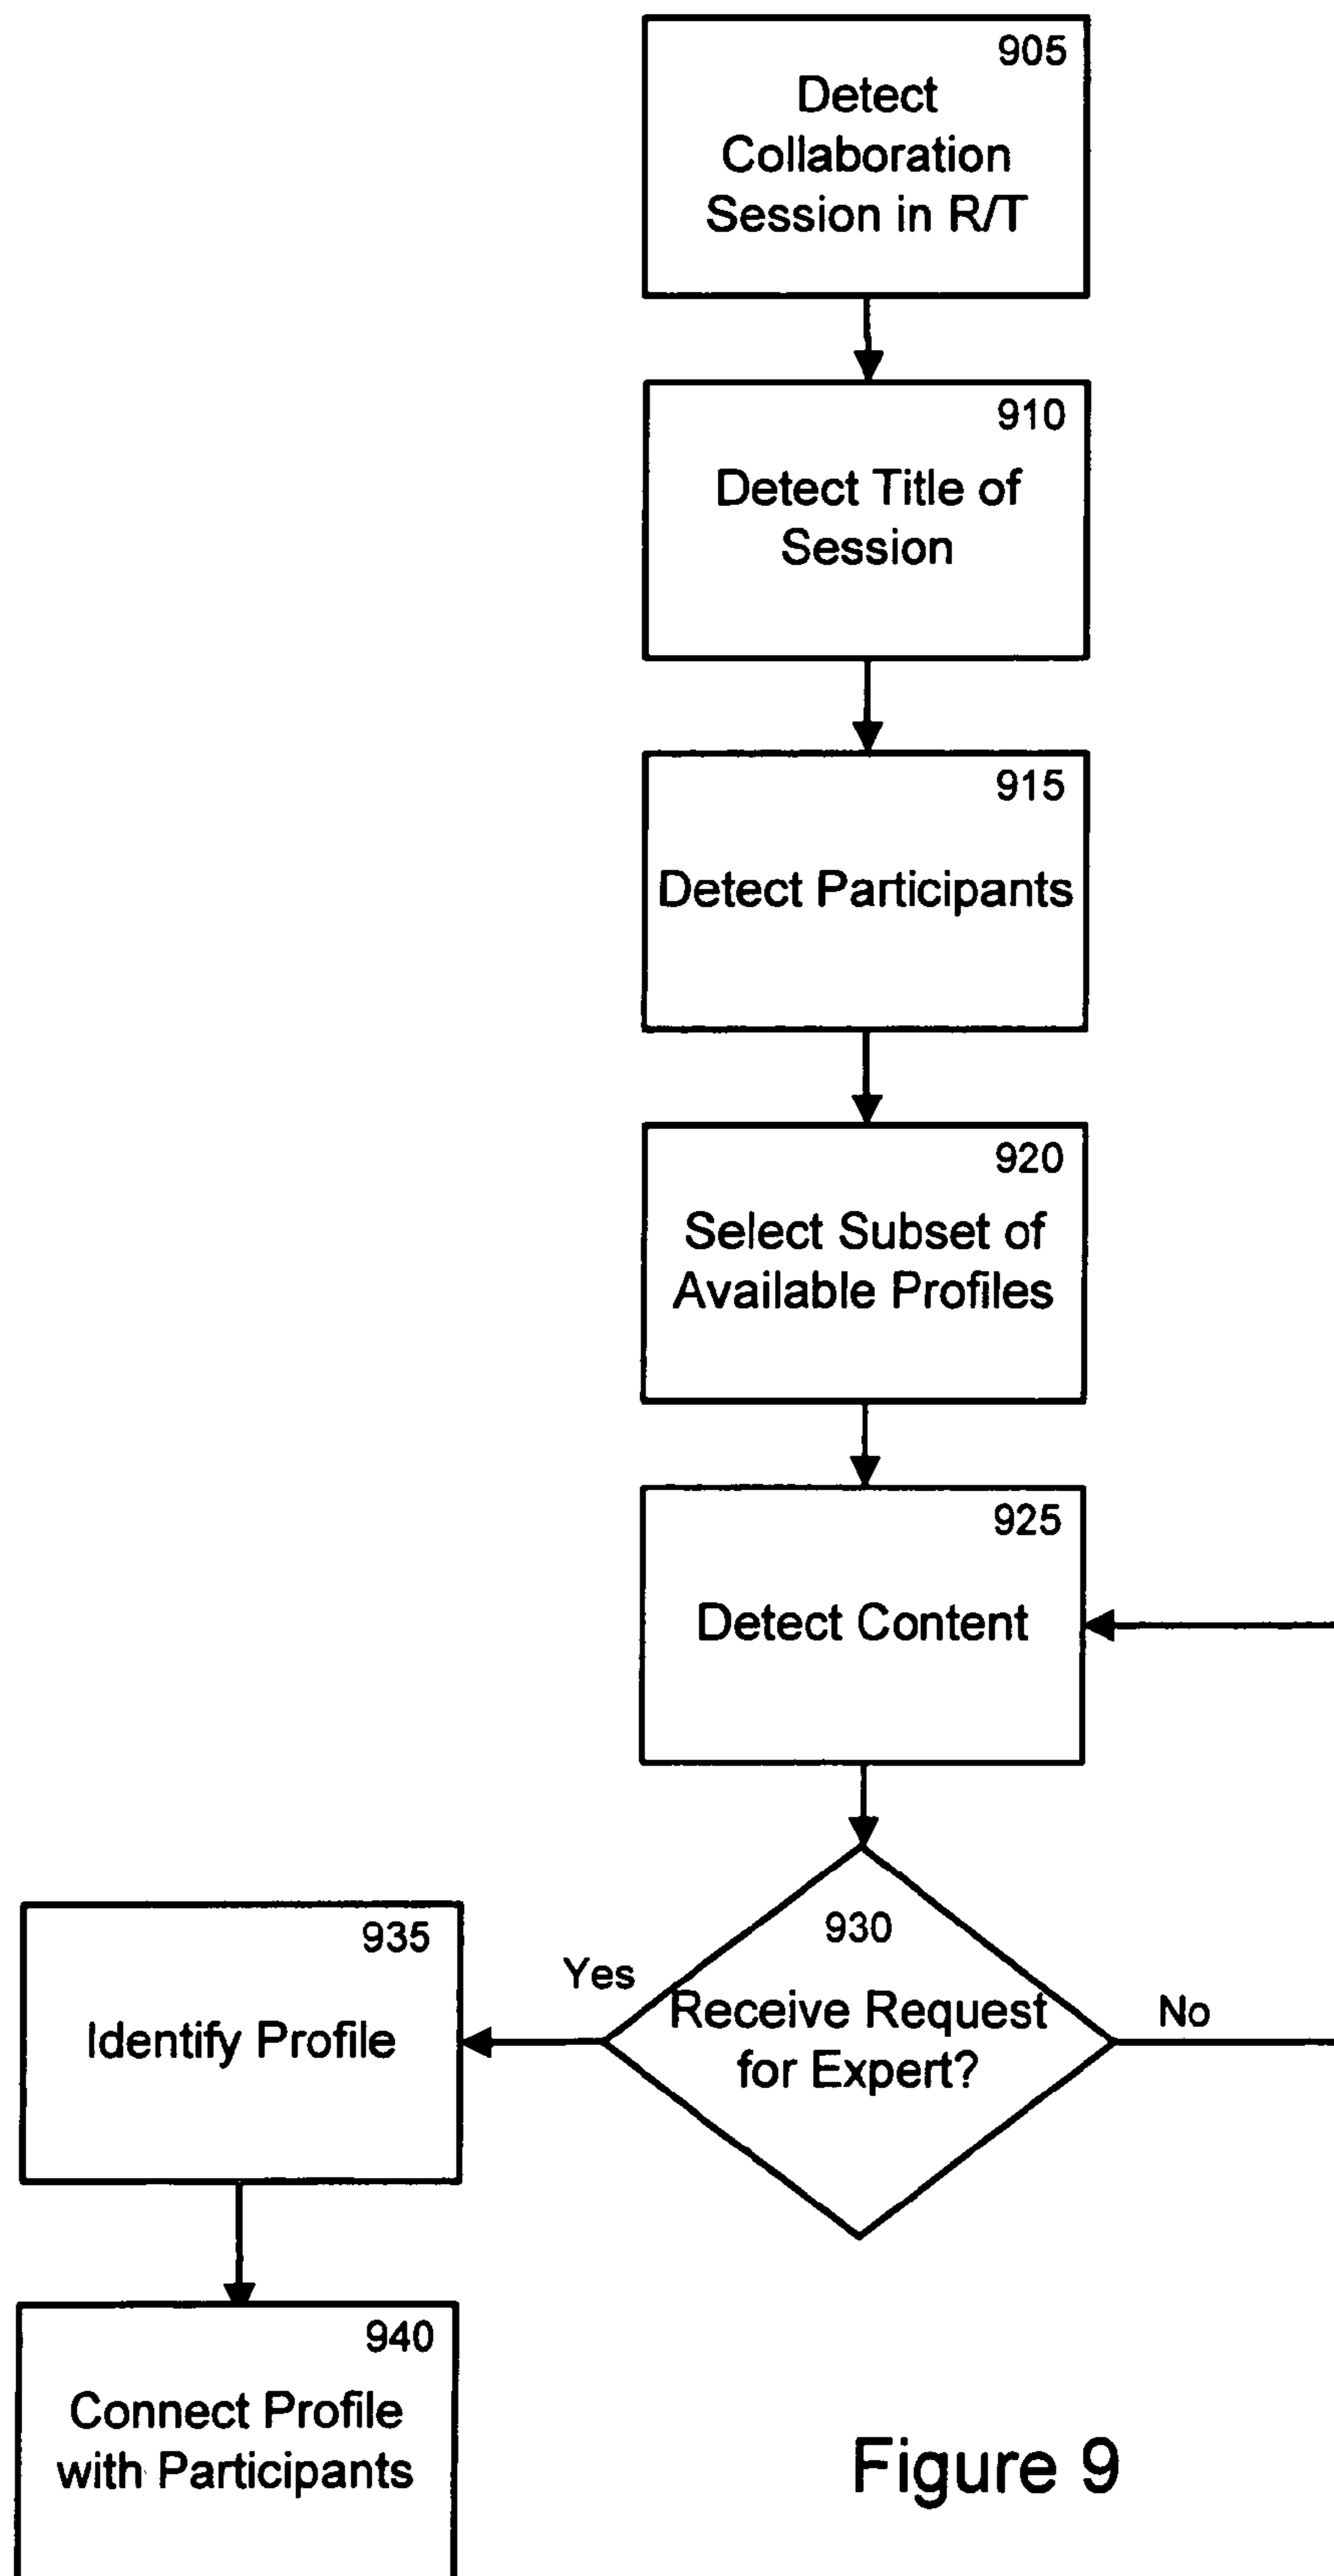 905
Detect
Collaboration
Session in R/T
910
Detect Title of
Session
915
Detect Participants
920
Select Subset of
Available Profiles
925
Detect Content
930
Receive Request
for Expert?
Yes
No
935
Identify Profile
940
Connect Profile
with Participants
Figure 9